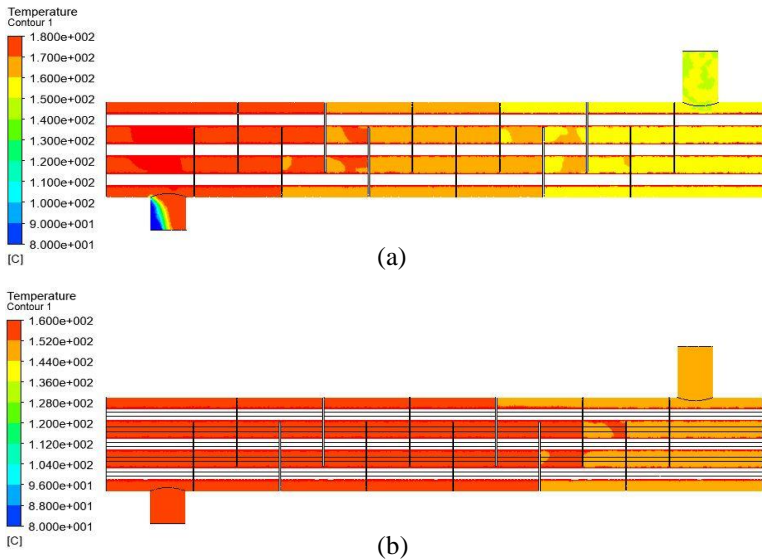 Temperature
Contour 1
1.800e+002
1.700e+002
1.600e+002
1.500e+002
1.400e+002
1.300e+002
1.200e+002
1.100e+002
1.000e+002
9.000e+001
8.000e+001
[C]
(a)
Temperature
Contour 1
1.600e+002
1.520e+002
1.440e+002
1.360e+002
1.280e+002
1.200e+002
1.120e+002
1.040e+002
9.600e+001
8.800e+001
8.000e+001
[C]
(b)